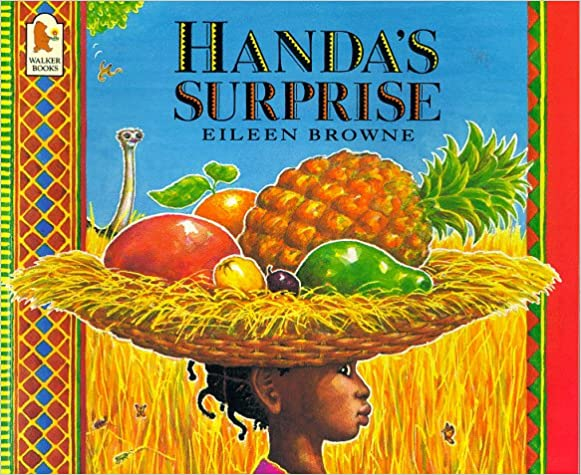 HANDA'S
SURPRISE
EILEEN BROWNE
WALKER
BOOKS